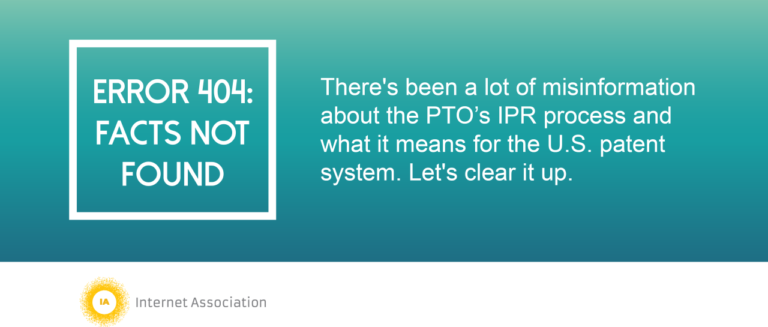 ERROR 404:
FACTS NOT
FOUND
There's been a lot of misinformation
about the PTO’s IPR process and
what it means for the U.S. patent
system. Let's clear it up.
IA
Internet Association